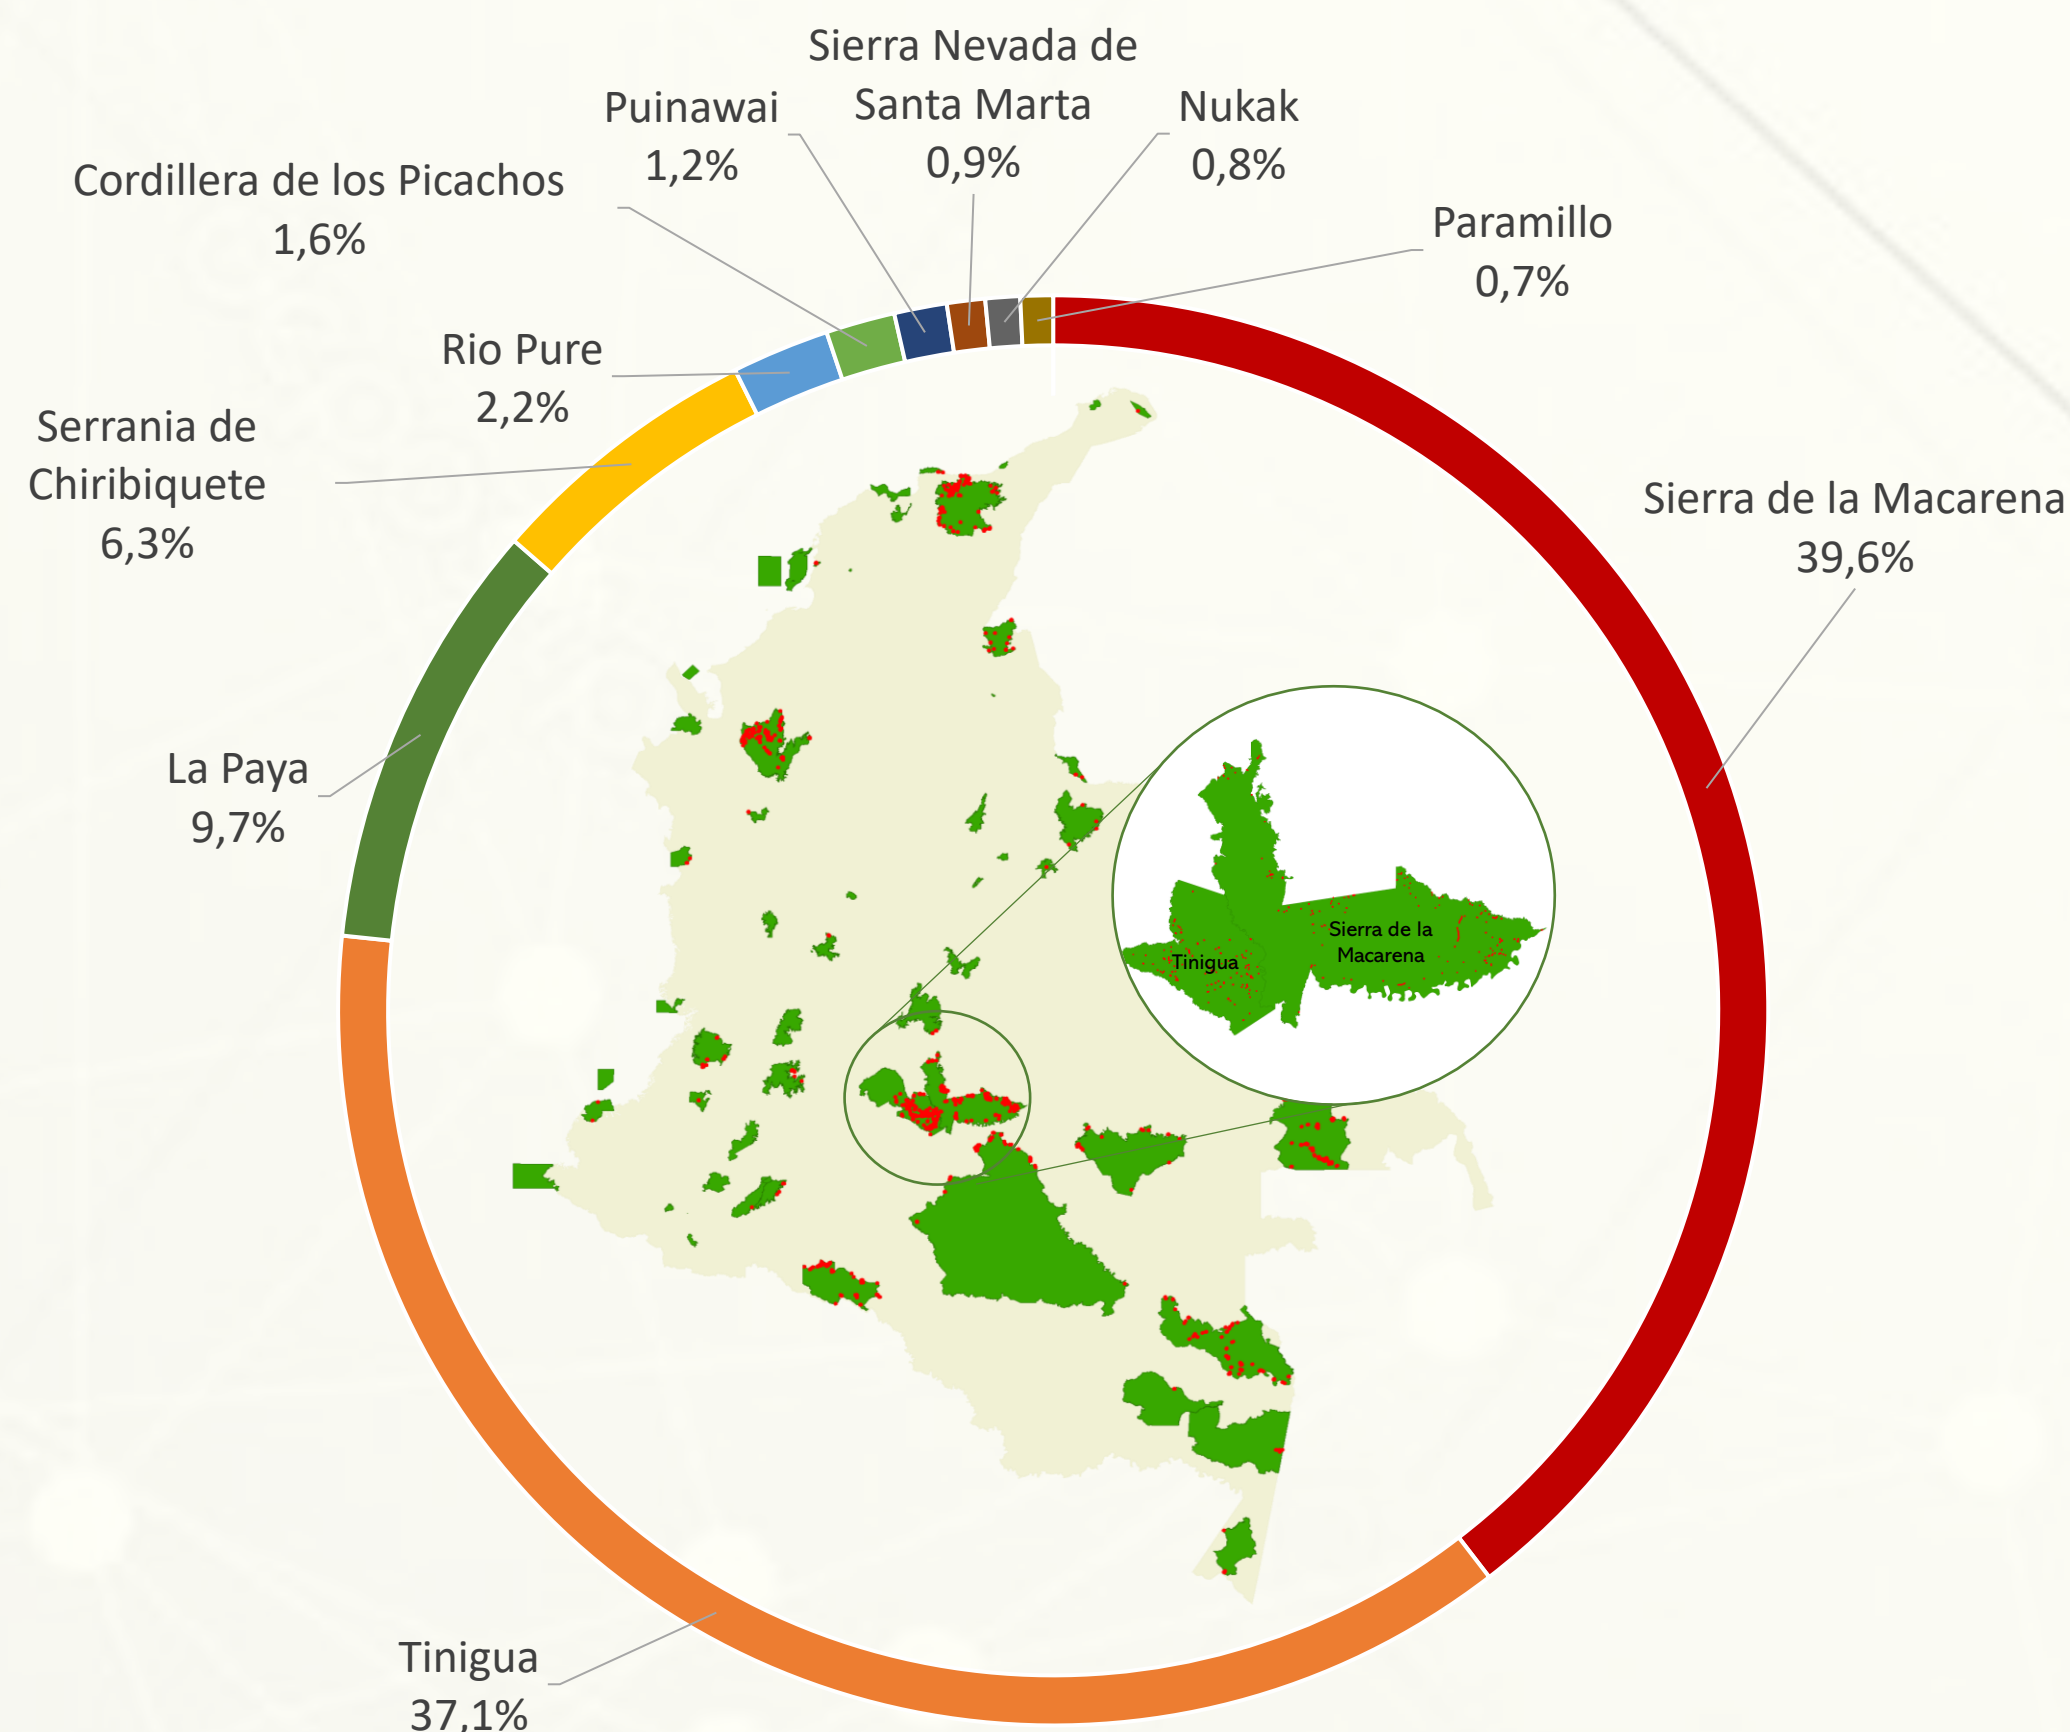 Sierra Nevada de
Santa Marta
0,9%
Puinawai
1,2%
Nukak
0,8%
Cordillera de los Picachos
1,6%
Paramillo
0,7%
Rio Pure
2,2%
Serrania de
Chiribiquete
6,3%
Sierra de la Macarena
39,6%
La Paya
9,7%
Sierra de la
Macarena
Tinigua
Tinigua
37,1%